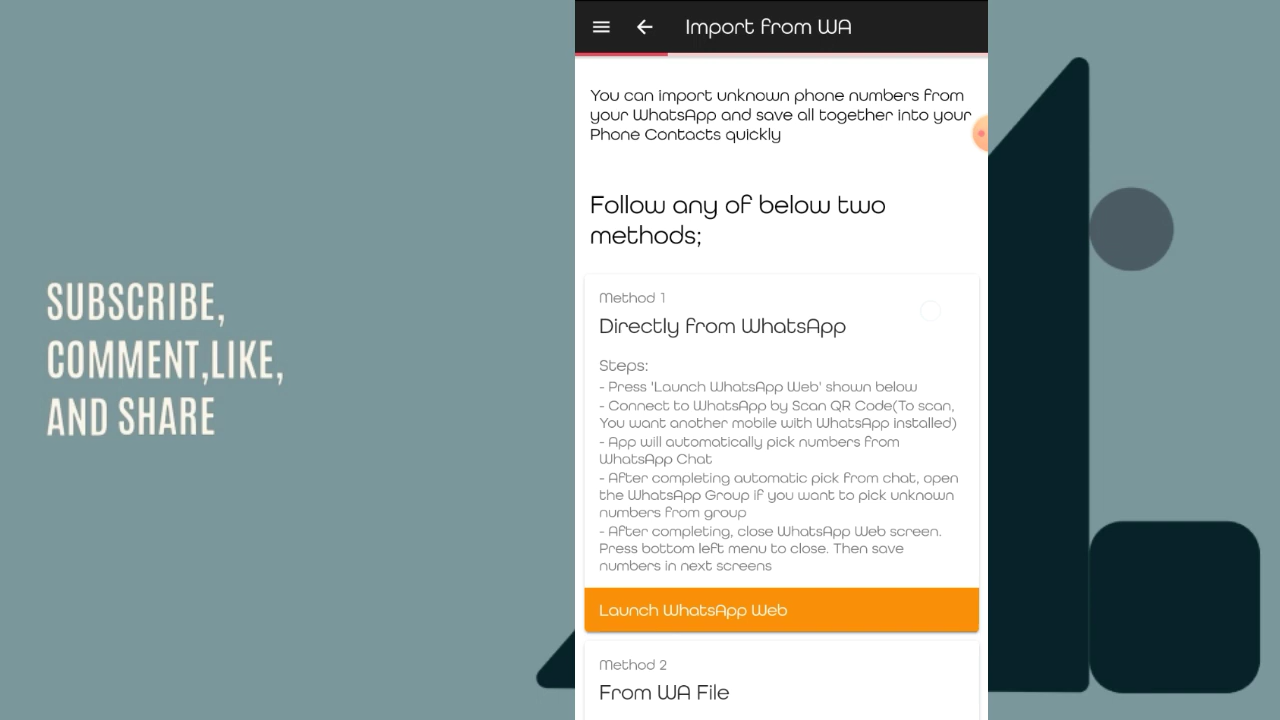 Import from WA
You can import unknown phone numbers from
your WhatsApp and save all together into your
Phone Contacts quickly
Follow any of below two
methods;
SUBSCRIBE,
COMMENT,LIKE,
AND SHARE
Method 1
Directly from WhatsApp
Steps:
- Press 'Launch WhatsApp Web' shown below
- Connect to WhatsApp by Scan QR Code(To scan,
You want another mobile with WhatsApp installed)
- App will automatically pick numbers from
WhatsApp Chat
- After completing automatic pick from chat, open
the WhatsApp Group if you want to pick unknown
numbers from group
- After completing, close WhatsApp Web screen.
Press bottom left menu to close. Then save
numbers in next screens
Launch WhatsApp Web
Method 2
From WA File